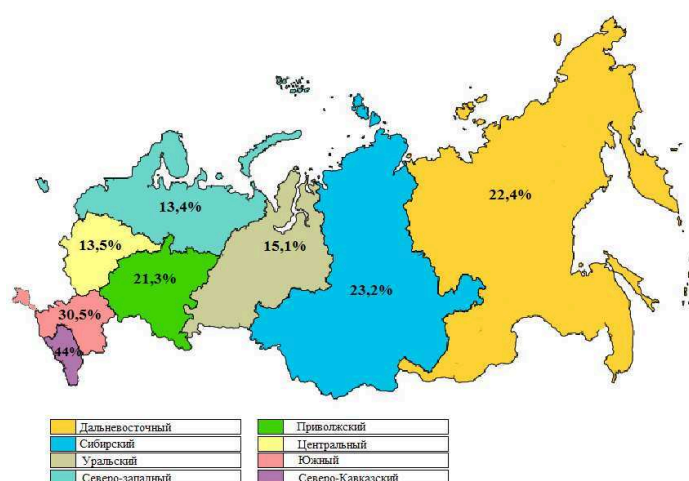 22,4%
13,4%
13,5%
15,1%
21,3%
23,2%
30,5%
44%
Дальневосточный
Сибирский
Уральский
Северо-западный
Приволжский
Центральный
Южный
Северо-Кавказский